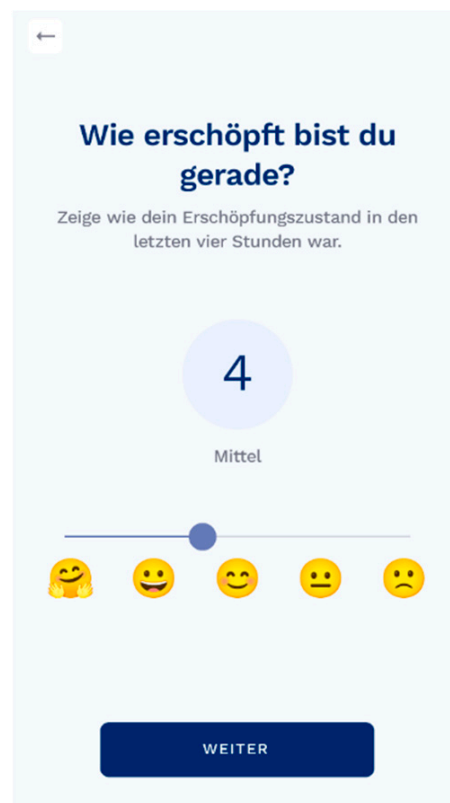 Wie erschöpft bist du
gerade?
Zeige wie dein Erschöpfungszustand in den
letzten vier Stunden war.
4
Mittel
WEITER